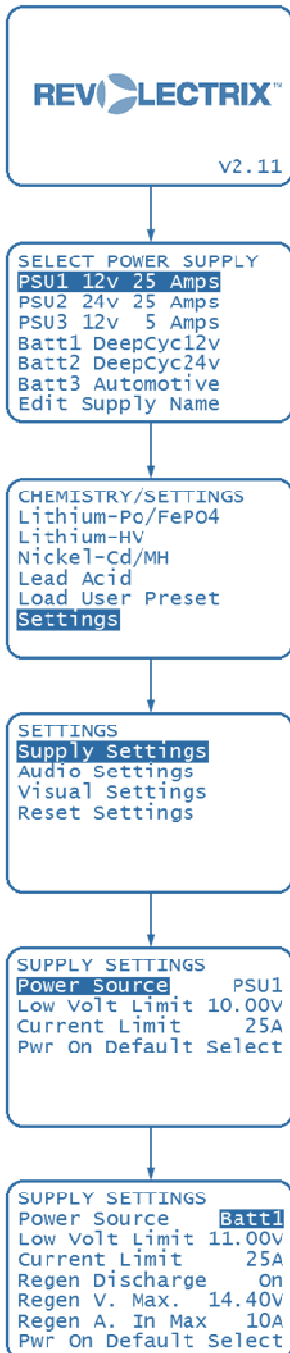 REVOLECTRIX™
v2.11
SELECT POWER SUPPLY
PSU1 12v 25 Amps
PSU2 24v 25 Amps
PSU3 12v 5 Amps
Batt1 DeepCyc12v
Batt2 DeepCyc24v
Batt3 Automotive
Edit Supply Name
CHEMISTRY/SETTINGS
Lithium-Po/FePO4
Lithium-HV
Nickel-Cd/MH
Lead Acid
Load User Preset
Settings
SETTINGS
Supply Settings
Audio Settings
Visual Settings
Reset Settings
SUPPLY SETTINGS
Power Source PSU1
Low Volt Limit 10.00V
Current Limit 25A
Pwr On Default Select
SUPPLY SETTINGS
Power Source Batt1
Low Volt Limit 11.00V
Current Limit 25A
Regen Discharge On
Regen V. Max. 14.40V
Regen A. In Max 10A
Pwr On Default Select